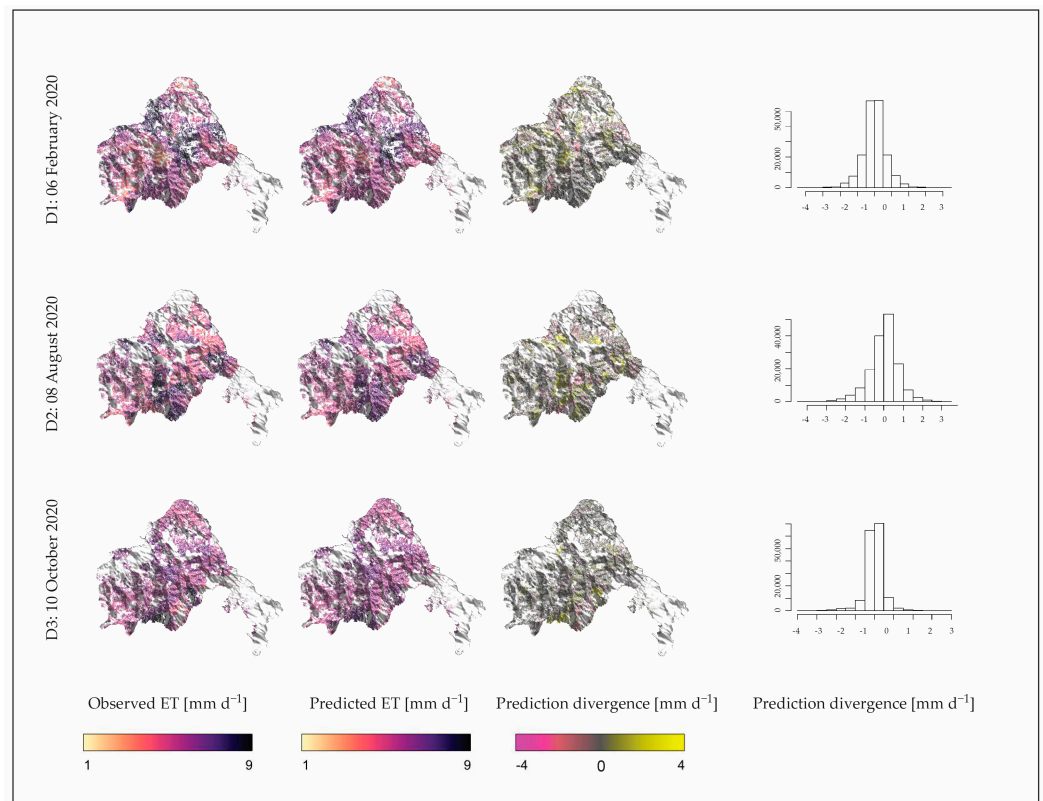 D1: 06 February 2020
50,000
20,000
0
-4 -3 -2 -1 0 1 2 3
D2: 08 August 2020
40,000
20,000
0
-4 -3 -2 -1 0 1 2 3
D3: 10 October 2020
50,000
20,000
0
-4 -3 -2 -1 0 1 2 3
Observed ET [mm d⁻¹] Predicted ET [mm d⁻¹] Prediction divergence [mm d⁻¹] Prediction divergence [mm d⁻¹]
1 9 1 9 -4 0 4